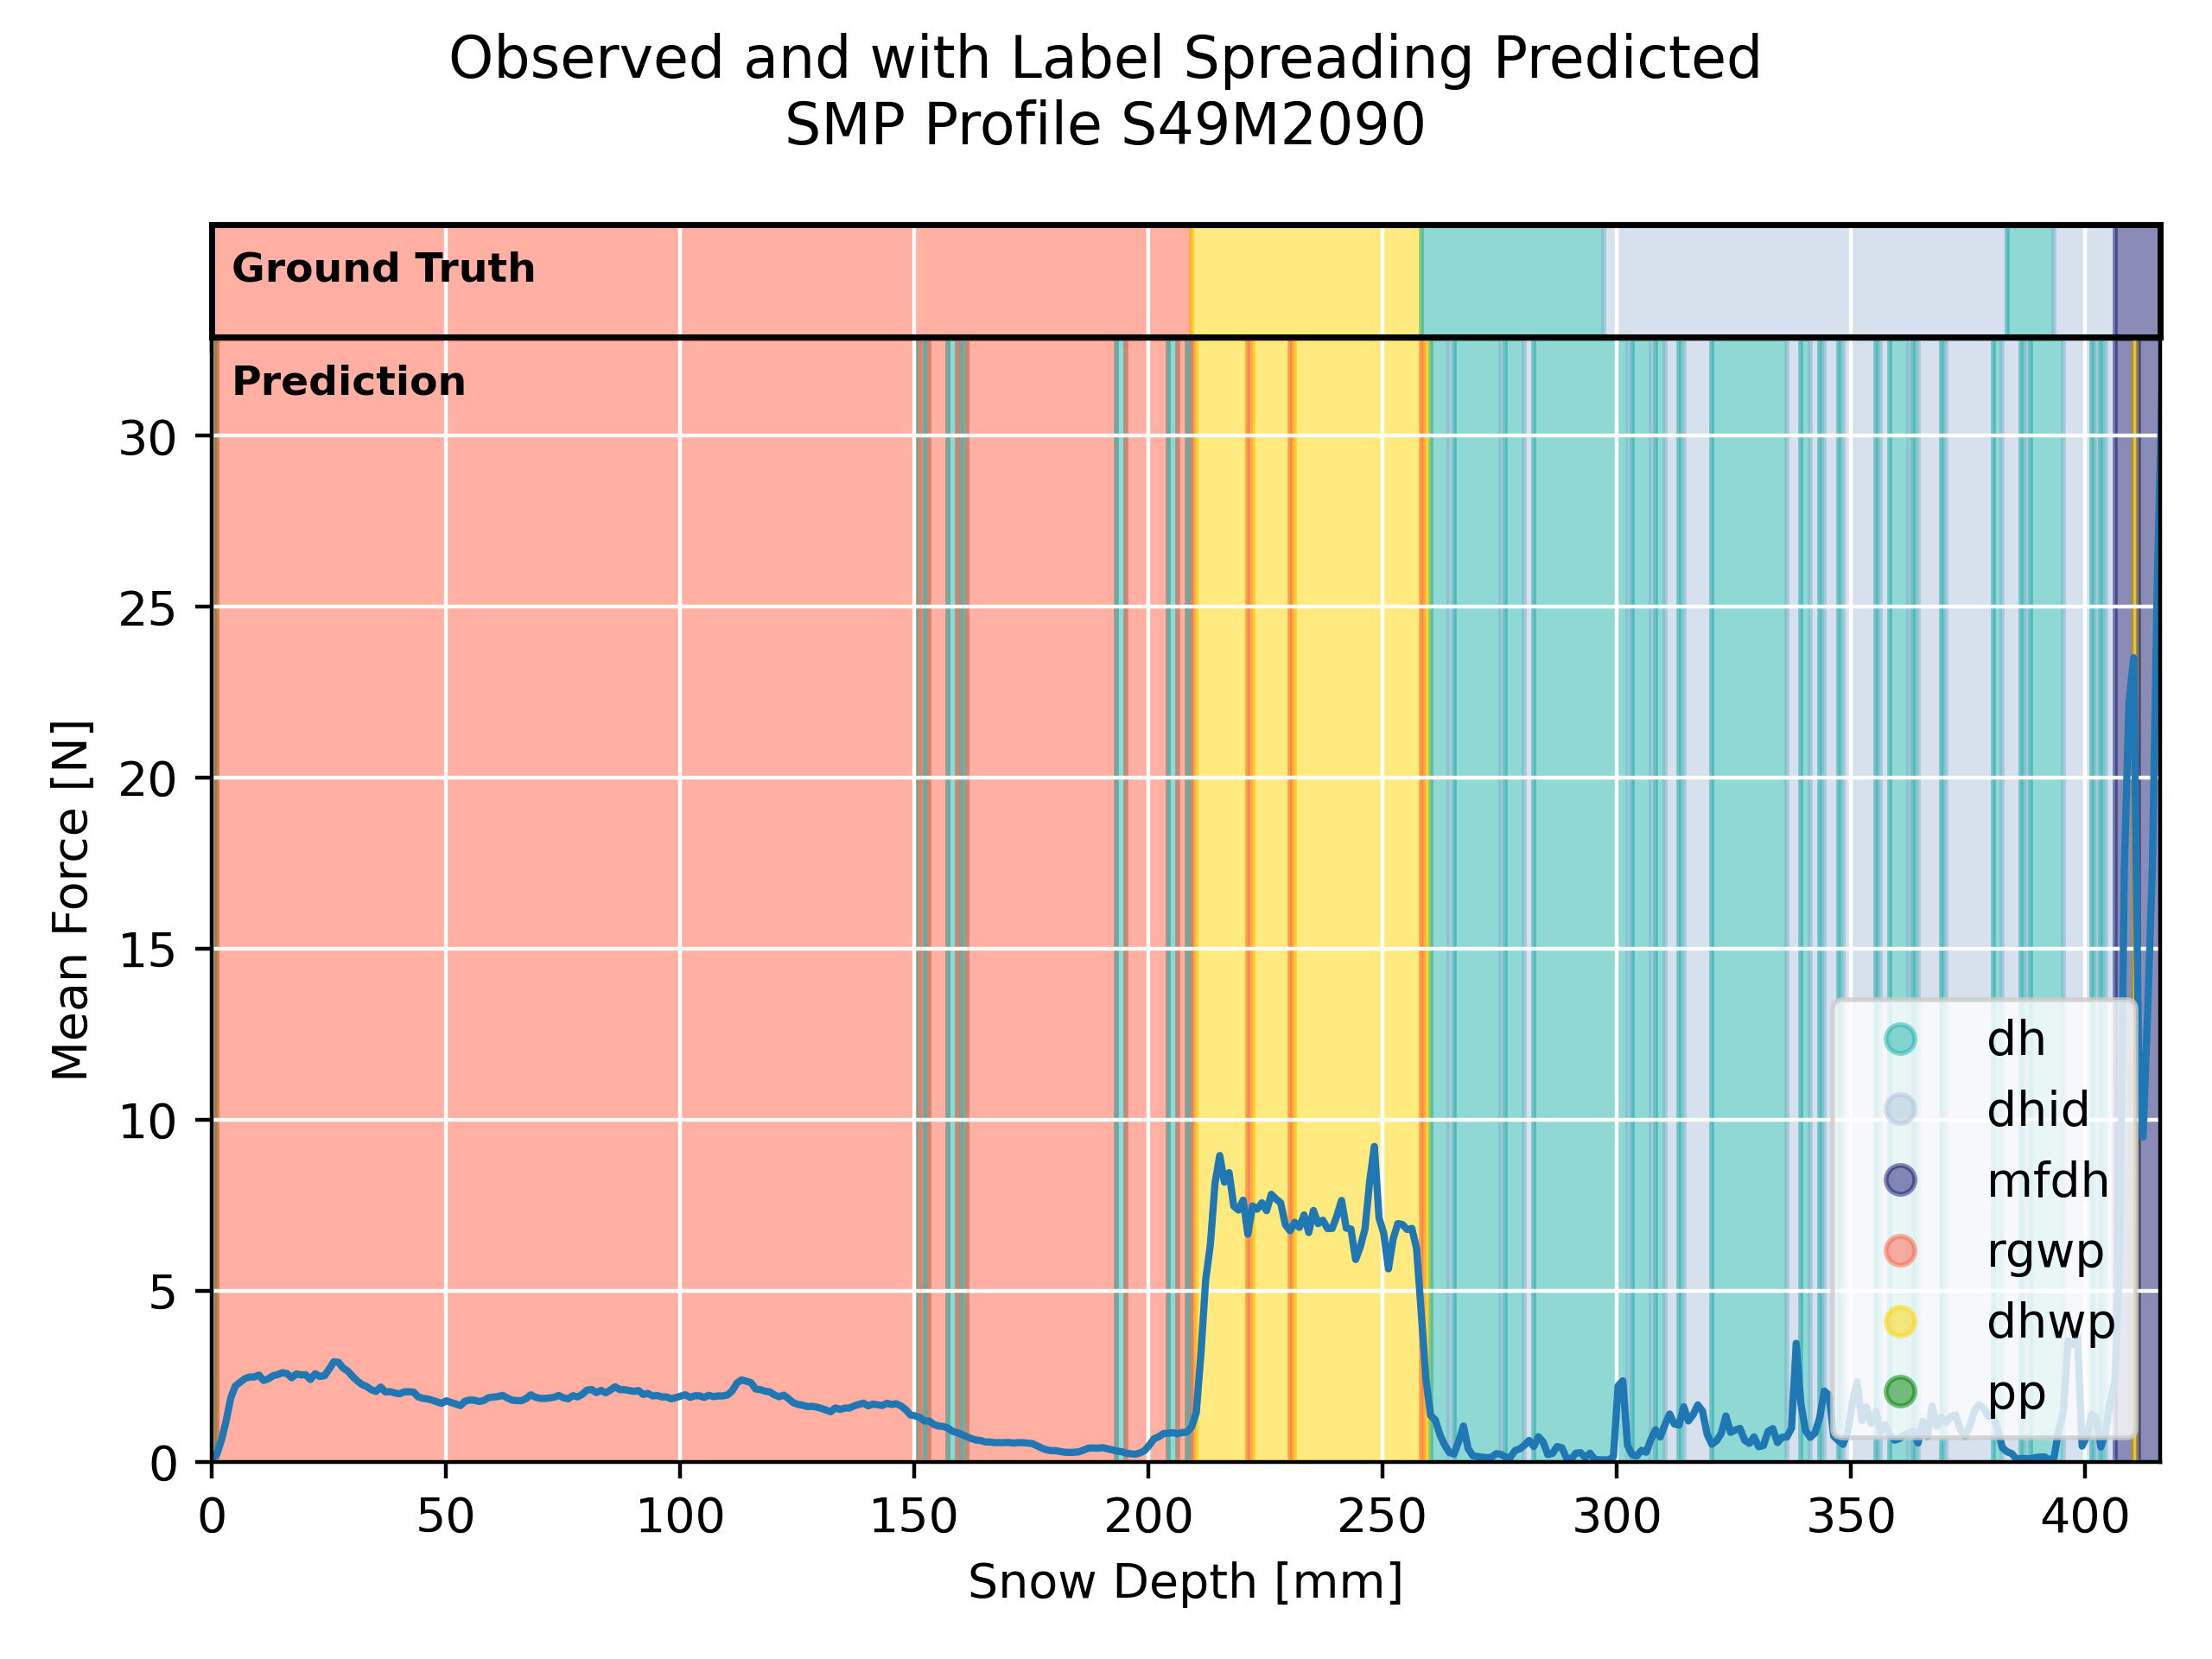 Observed and with Label Spreading Predicted
SMP Profile S49M2090
Ground Truth
Prediction
30
25
20
15
10
5
0
Mean Force [N]
dh
dhid
mfdh
rgwp
dhwp
pp
0 50 100 150 200 250 300 350 400
Snow Depth [mm]